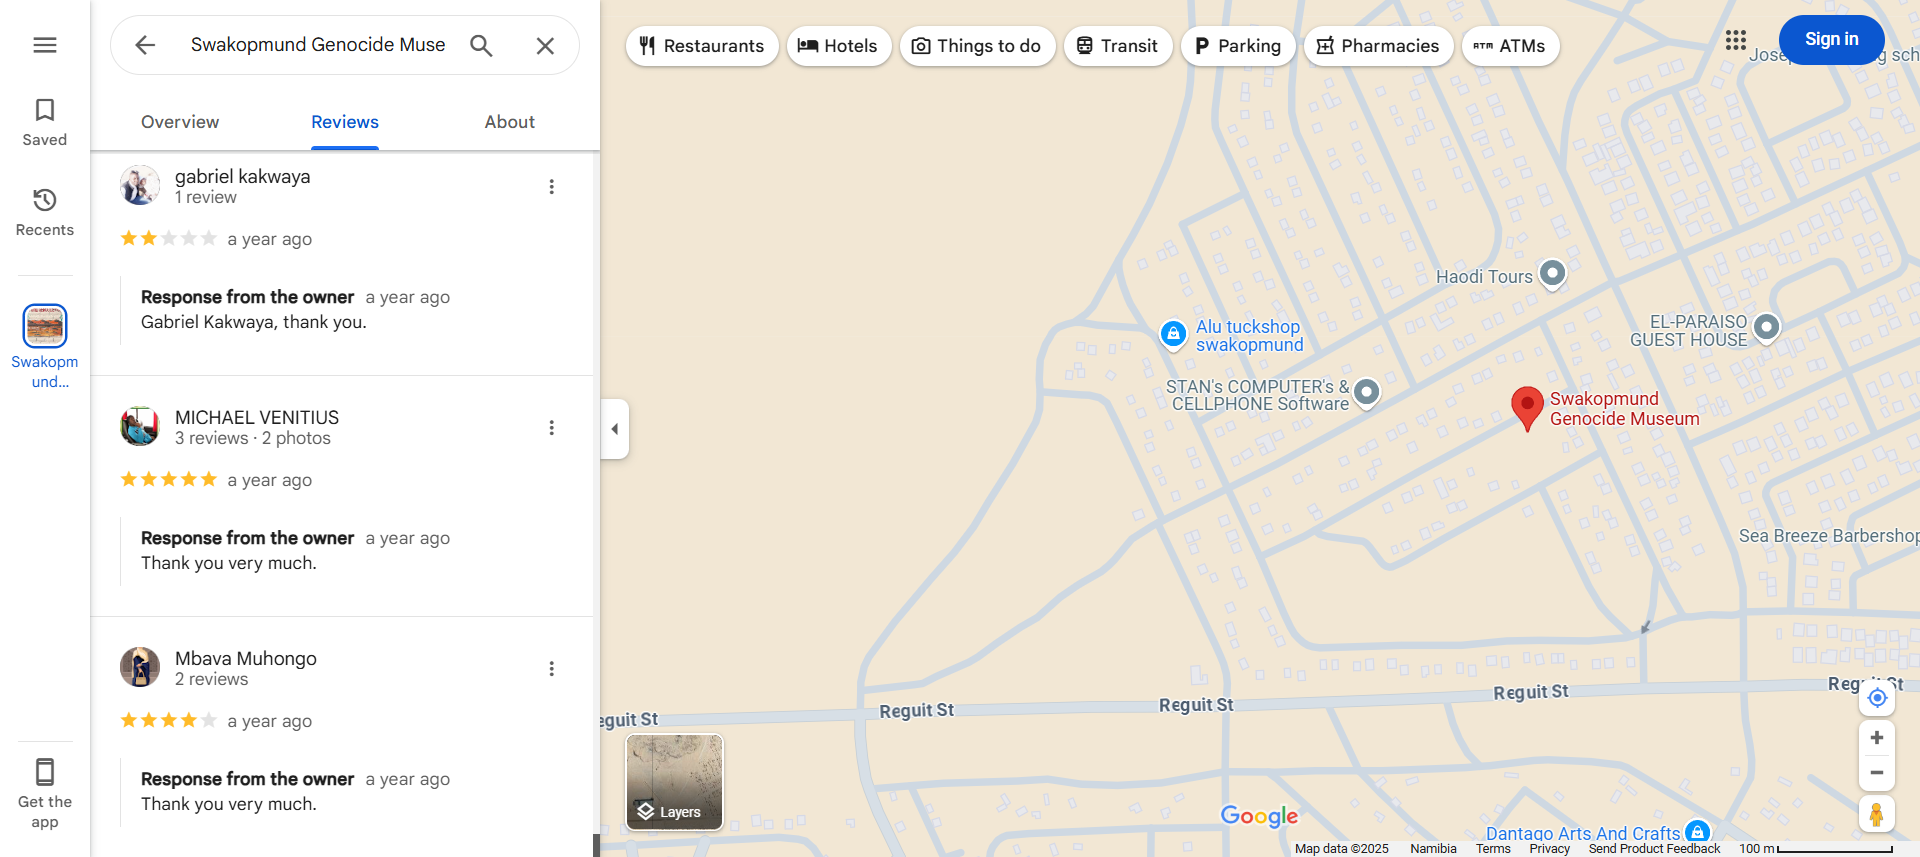 Swakopmund Genocide Muse
Saved
Recents
Swakopm
und...
Get the
app
Overview
Reviews
About
gabriel kakwaya
1 review
a year ago
Response from the owner a year ago
Gabriel Kakwaya, thank you.
MICHAEL VENITIUS
3 reviews · 2 photos
a year ago
Response from the owner a year ago
Thank you very much.
Mbava Muhongo
2 reviews
a year ago
Response from the owner a year ago
Thank you very much.
Restaurants
Hotels
Things to do
Transit
Parking
Pharmacies
ATM ATMs
Sign in
Haodi Tours
Alu tuckshop
swakopmund
EL-PARAISO
GUEST HOUSE
STAN's COMPUTER's &
CELLPHONE Software
Swakopmund
Genocide Museum
Sea Breeze Barbershop
eguit St
Reguit St
Reguit St
Reguit St
Layers
Google
Dantago Arts And Crafts
Map data ©2025 Namibia Terms Privacy Send Product Feedback 100 m